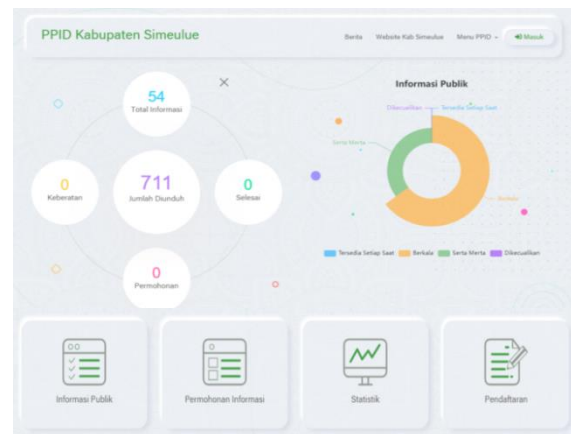 PPID Kabupaten Simeulue
Berita Website Kab Simeulue Menu PPID Masuk
54
Total Informasi
0
Keberatan
711
Jumlah Diunduh
0
Selesai
0
Permohonan
Informasi Publik
Dikecualikan Tersedia Setiap Saat
Serta Merta
Berkala
Tersedia Setiap Saat Berkala Serta Merta Dikecualikan
Informasi Publik
Permohonan Informasi
Statistik
Pendaftaran